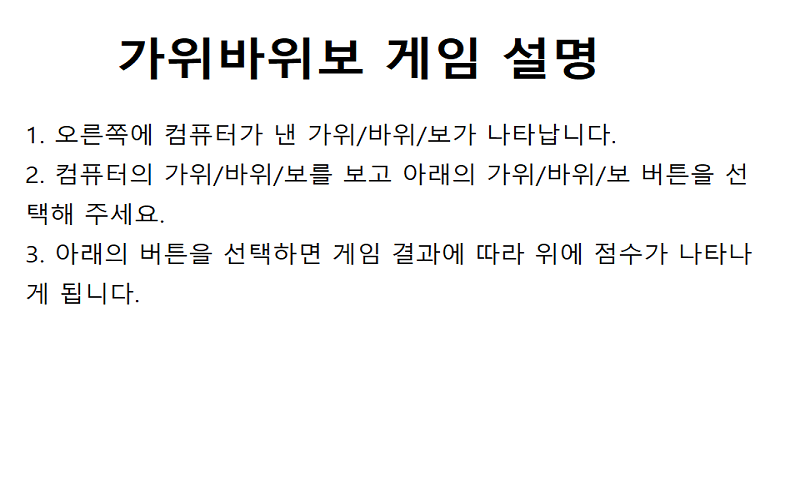 가위바위보 게임 설명
1. 오른쪽에 컴퓨터가 낸 가위/바위/보가 나타납니다.
2. 컴퓨터의 가위/바위/보를 보고 아래의 가위/바위/보 버튼을 선
택해 주세요.
3. 아래의 버튼을 선택하면 게임 결과에 따라 위에 점수가 나타나
게 됩니다.